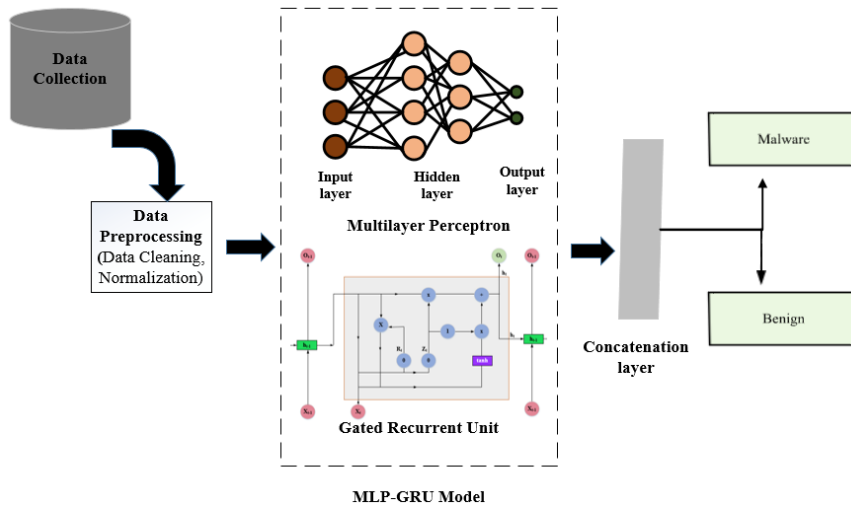 Data
Collection
Data
Preprocessing
(Data Cleaning,
Normalization)
Input
layer
Hidden
layer
Output
layer
Multilayer Perceptron
X
x
tanh
Gated Recurrent Unit
MLP-GRU Model
Concatenation
layer
Malware
Benign